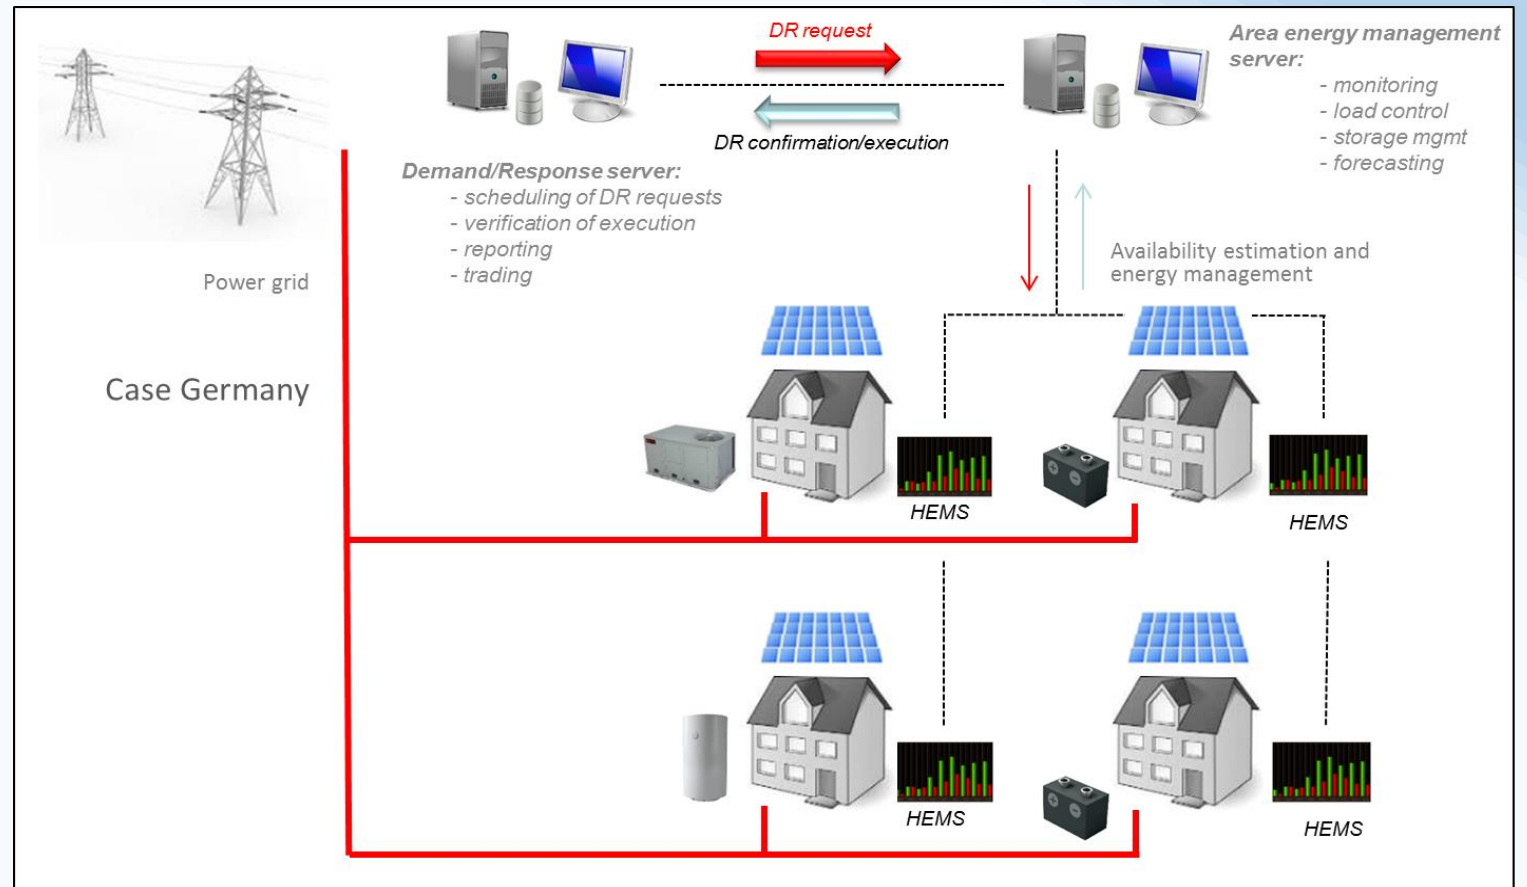 DR request
DR confirmation/execution
Area energy management
server:
- monitoring
- load control
- storage mgmt
- forecasting
Demand/Response server:
- scheduling of DR requests
- verification of execution
- reporting
- trading
Availability estimation and
energy management
Power grid
Case Germany
HEMS
HEMS
HEMS
HEMS